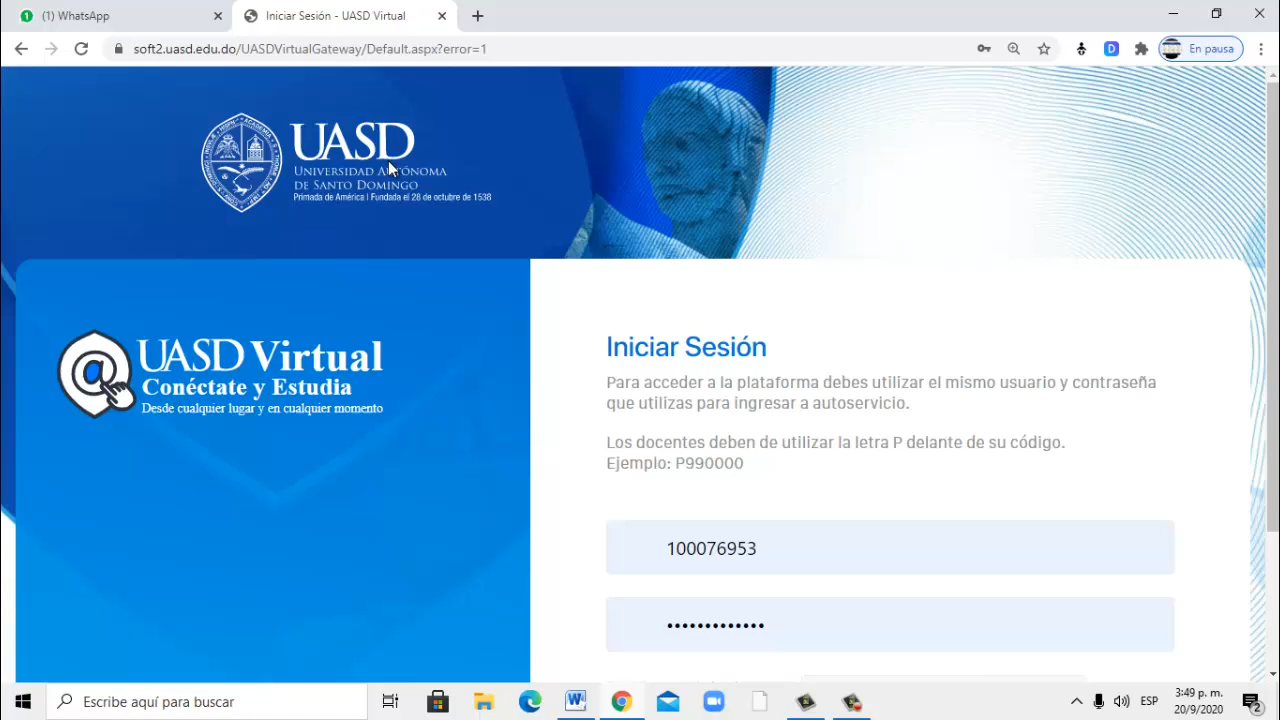 (1) WhatsApp
Iniciar Sesión - UASD Virtual
soft2.uasd.edu.do/UASDVirtualGateway/Default.aspx?error=1
D
En pausa
UASD
Universidad Autónoma
de Santo Domingo
Primada de América | Fundada el 28 de octubre de 1538
@
UASD Virtual
Conéctate y Estudia
Desde cualquier lugar y en cualquier momento
Iniciar Sesión
Para acceder a la plataforma debes utilizar el mismo usuario y contraseña
que utilizas para ingresar a autoservicio.
Los docentes deben de utilizar la letra P delante de su código.
Ejemplo: P990000
100076953
•••••••••••••
Escribe aquí para buscar
ESP
3:49 p. m.
20/9/2020
2